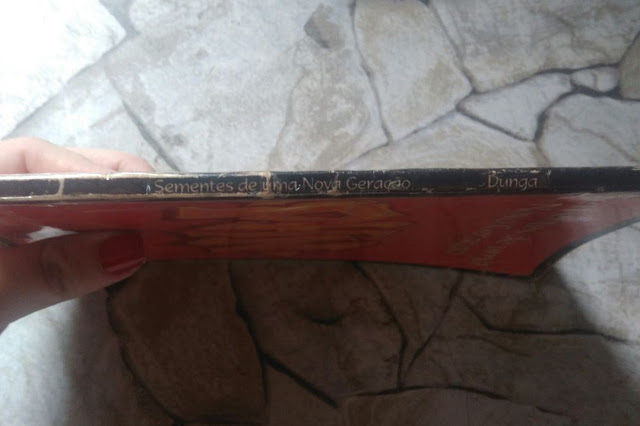 Sementes de uma Nova Geração Dunga